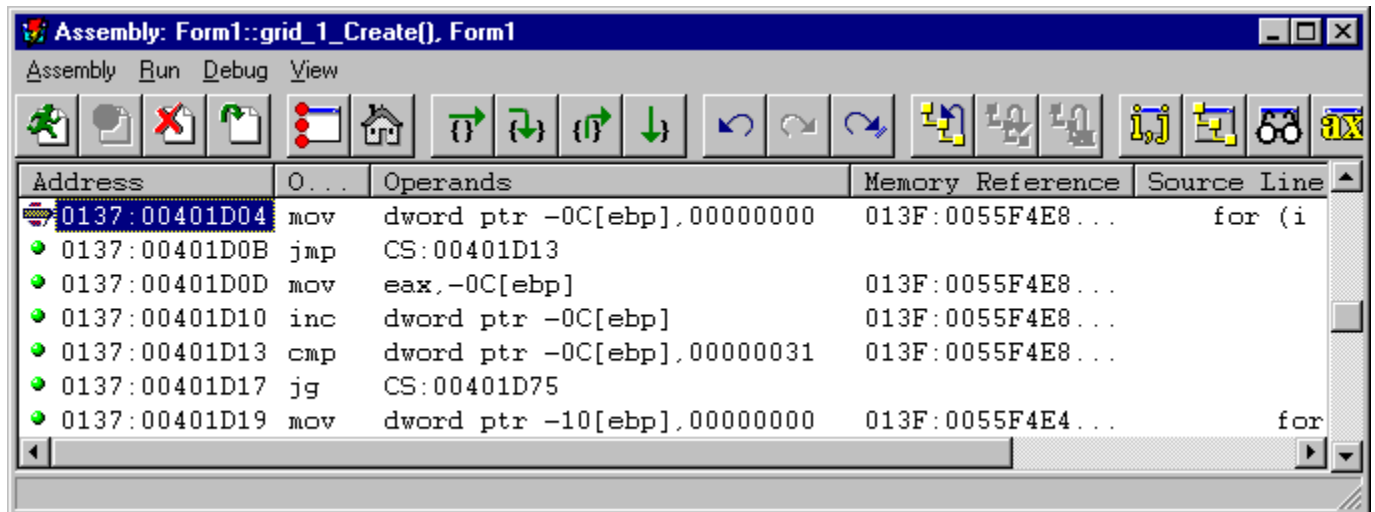 Assembly: Form1::grid_1_Create(), Form1
Assembly Run Debug View
{} {} {} } i,j ax
Address O... Operands Memory Reference Source Line
0137:00401D04 mov dword ptr -0C[ebp],00000000 013F:0055F4E8... for (i
0137:00401D0B jmp CS:00401D13
0137:00401D0D mov eax,-0C[ebp] 013F:0055F4E8...
0137:00401D10 inc dword ptr -0C[ebp] 013F:0055F4E8...
0137:00401D13 cmp dword ptr -0C[ebp],00000031 013F:0055F4E8...
0137:00401D17 jg CS:00401D75
0137:00401D19 mov dword ptr -10[ebp],00000000 013F:0055F4E4... for